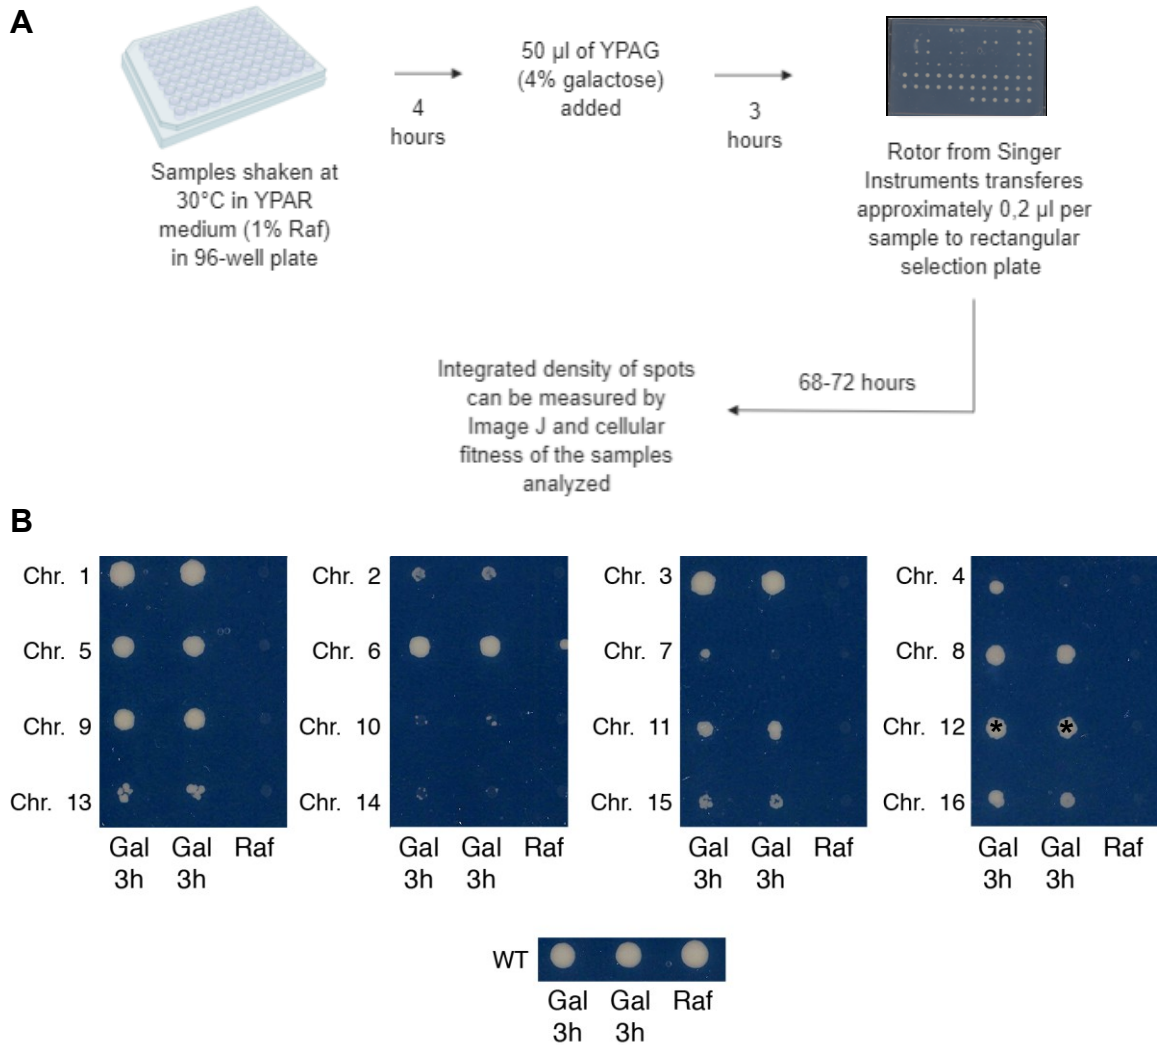 A
Samples shaken at
30°C in YPAR
medium (1% Raf)
in 96-well plate
4
hours
50 µl of YPAG
(4% galactose)
added
3
hours
Rotor from Singer
Instruments transferes
approximately 0,2 µl per
sample to rectangular
selection plate
68-72 hours
Integrated density of spots
can be measured by
Image J and cellular
fitness of the samples
analyzed
B
Chr. 1
Chr. 5
Chr. 9
Chr. 13
Gal Gal Raf
3h 3h
Chr. 2
Chr. 6
Chr. 10
Chr. 14
Gal Gal Raf
3h 3h
Chr. 3
Chr. 7
Chr. 11
Chr. 15
Gal Gal Raf
3h 3h
Chr. 4
Chr. 8
Chr. 12 * *
Chr. 16
Gal Gal Raf
3h 3h
WT
Gal Gal Raf
3h 3h